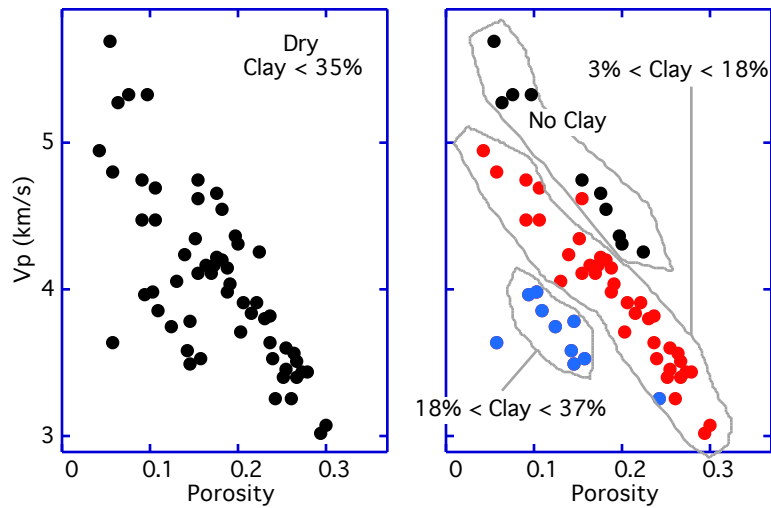 Dry
Clay < 35%
3% < Clay < 18%
No Clay
18% < Clay < 37%
Vp (km/s)
5
4
3
0
0.1
0.2
0.3
Porosity
0
0.1
0.2
0.3
Porosity